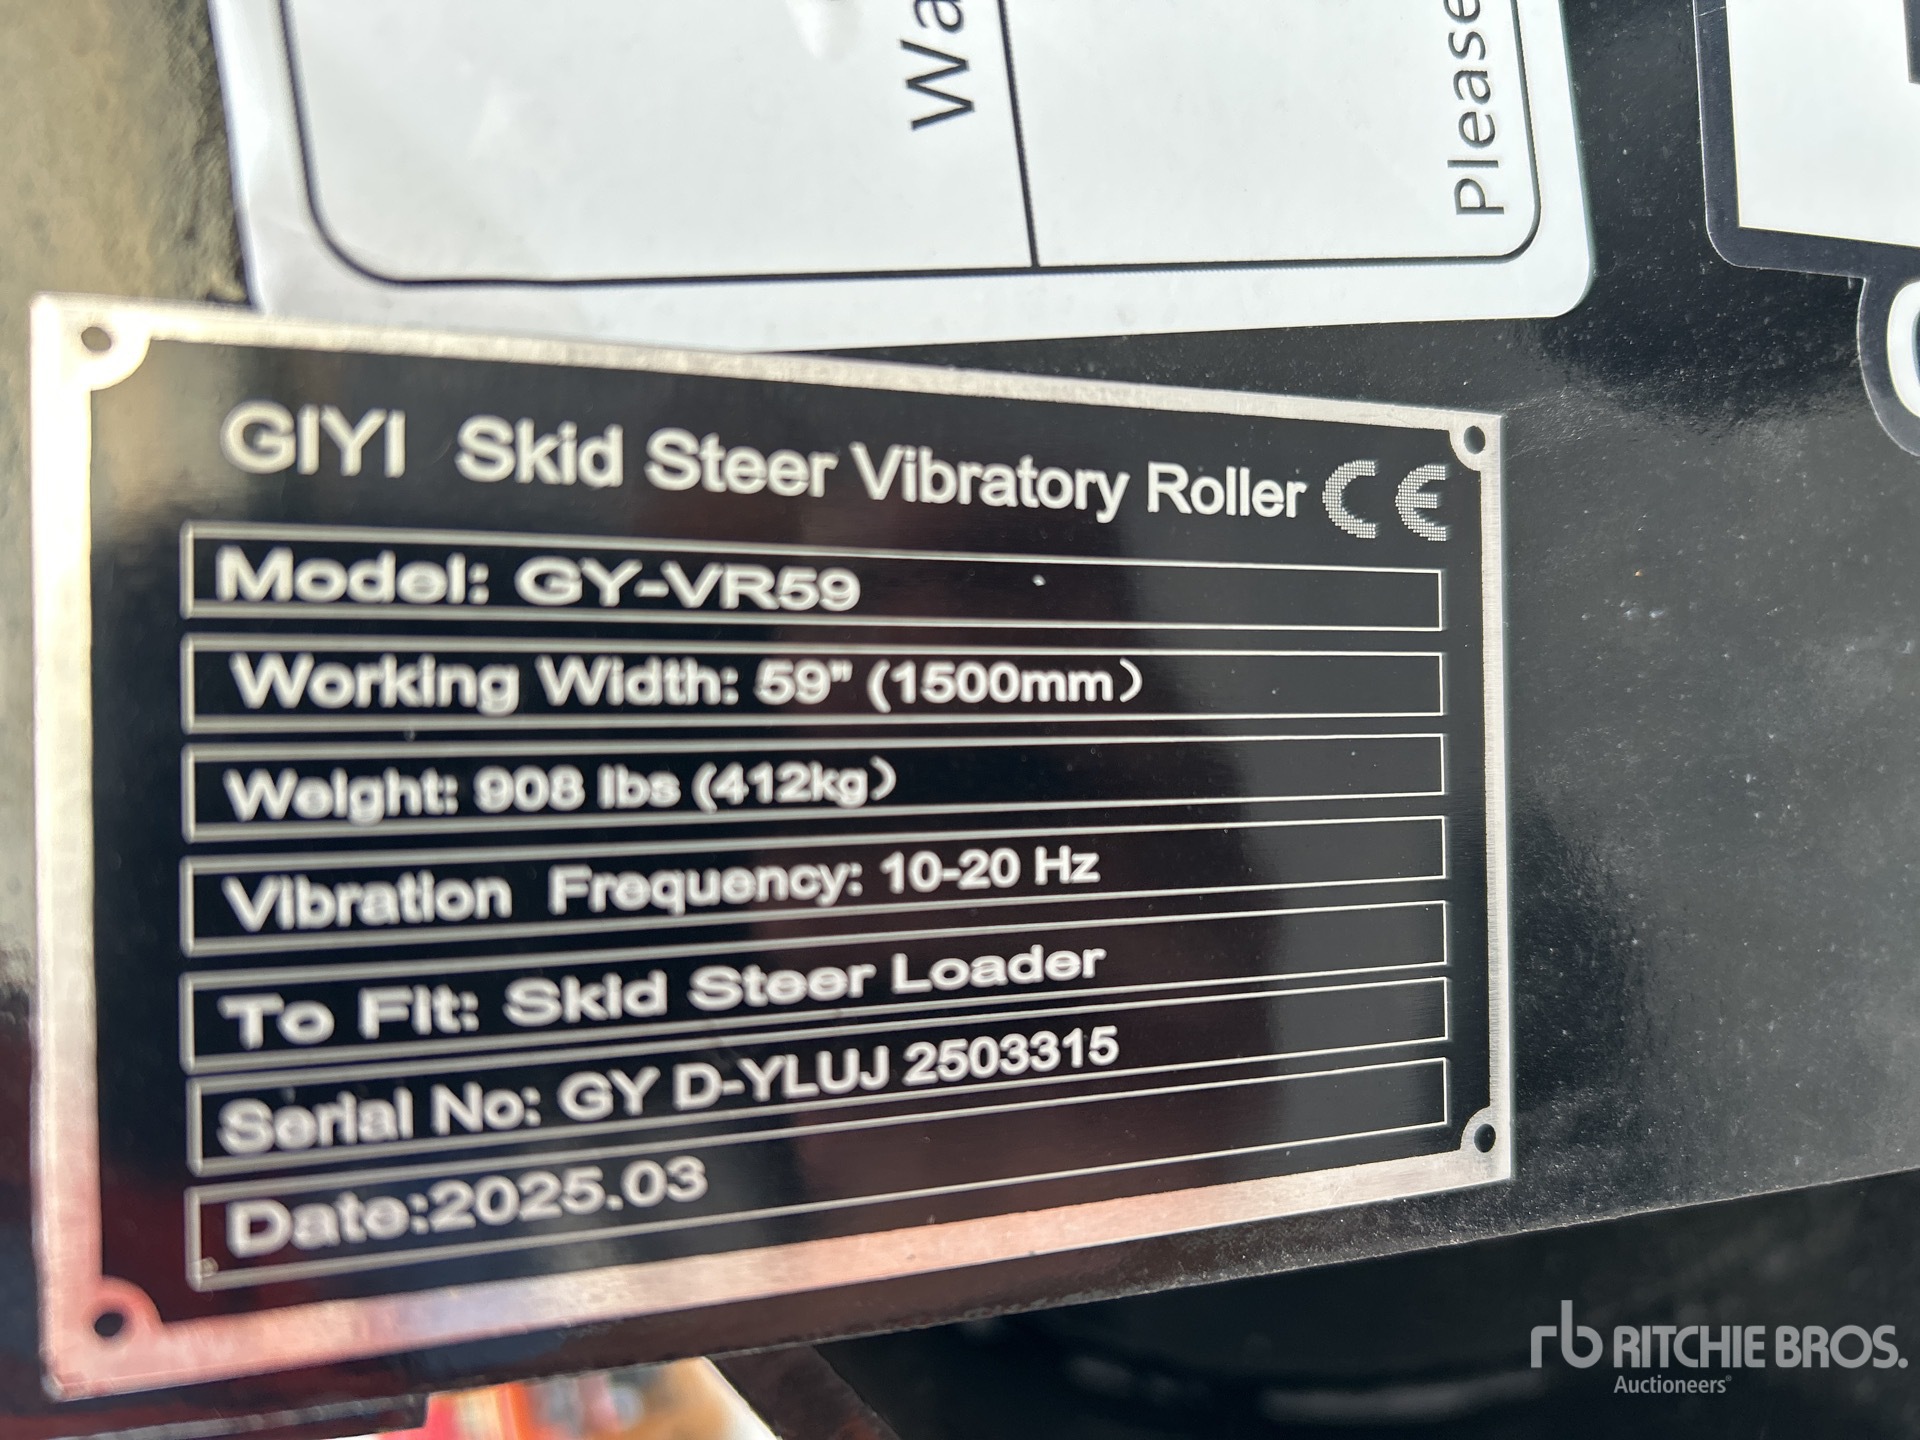 Please
GIYI Skid Steer Vibratory Roller CE
Model: GY-VR59
Working Width: 59" (1500mm)
Weight: 908 lbs (412kg)
Vibration Frequency: 10-20 Hz
To Fit: Skid Steer Loader
Serial No: GY D-YLUJ 2503315
Date:2025.03
rb RITCHIE BROS.
Auctioneers